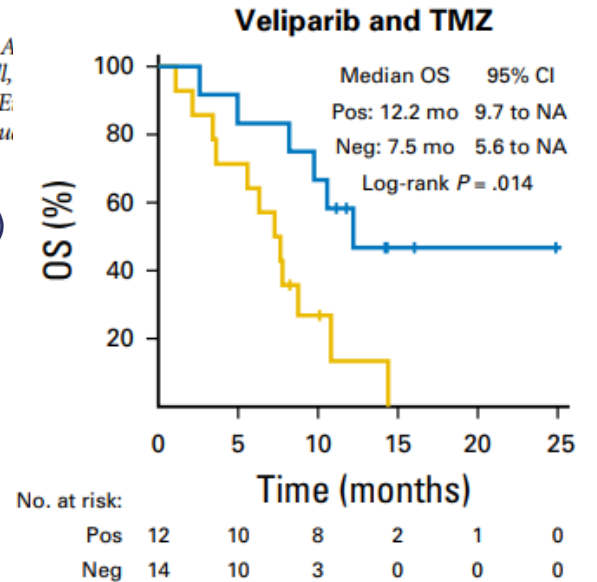 Veliparib and TMZ
A
Median OS 95% CI
Pos: 12.2 mo 9.7 to NA
Neg: 7.5 mo 5.6 to NA
Log-rank P = .014
OS (%)
100
80
60
40
20
0 5 10 15 20 25
Time (months)
No. at risk:
Pos 12 10 8 2 1 0
Neg 14 10 3 0 0 0